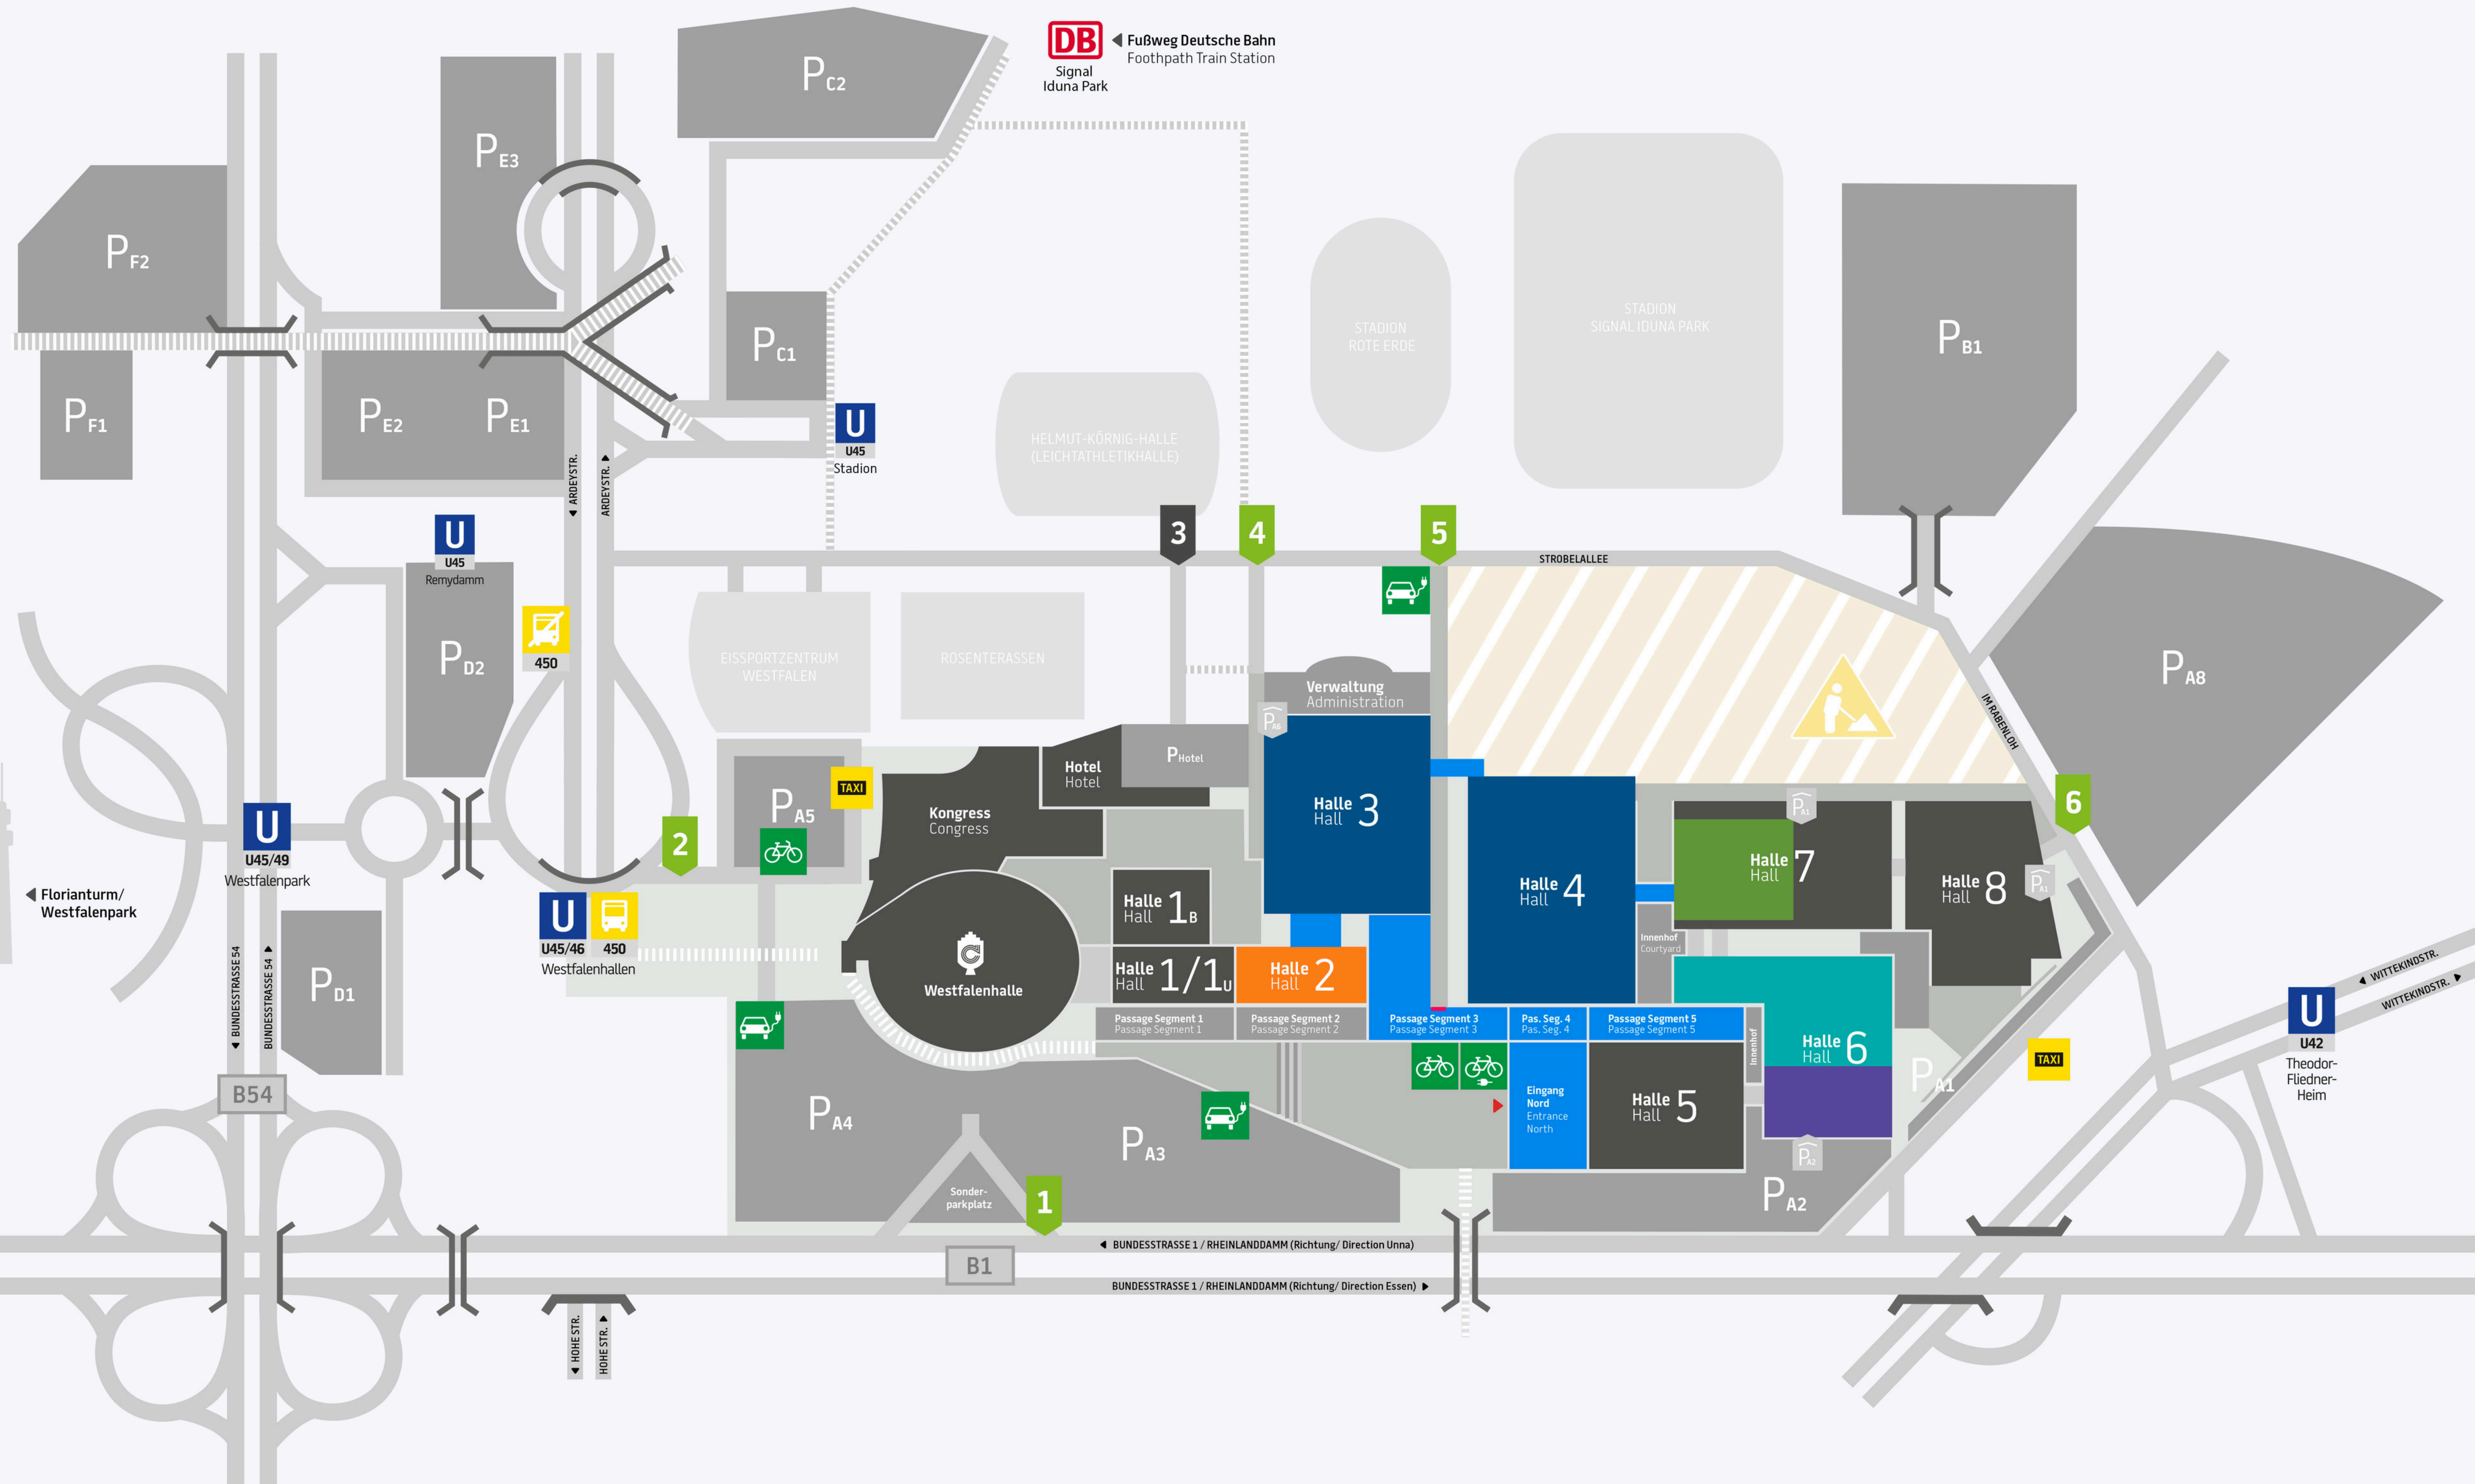 DB
Signal
Iduna Park
Fußweg Deutsche Bahn
Foothpath Train Station
PC2
PE3
PF2
PC1
PF1
PE2
PE1
U
U45
Stadion
HELMUT-KÖRNIG-HALLE
(LEICHTATHLETIKHALLE)
STADION
ROTE ERDE
STADION
SIGNAL IDUNA PARK
PB1
ARDEYSTR.
ARDEYSTR.
U
U45
Remydamm
450
PD2
3
4
5
STROBELALLEE
EISSPORTZENTRUM
WESTFALEN
ROSENTERASSEN
Verwaltung
Administration
PA6
PA8
IM RABENLOH
PHotel
Hotel
Hotel
TAXI
PA5
Kongress
Congress
Halle
Hall 3
PA1
6
2
U
U45/49
Westfalenpark
Florianturm/
Westfalenpark
Halle
Hall 4
Halle
Hall 7
Halle
Hall 8
PA1
Halle
Hall 1B
U
U45/46
450
Westfalenhallen
Westfalenhalle
Halle
Hall 1/1U
Halle
Hall 2
Innenhof
Courtyard
PD1
BUNDESSTRASSE 54
BUNDESSTRASSE 54
B54
Passage Segment 1
Passage Segment 1
Passage Segment 2
Passage Segment 2
Passage Segment 3
Passage Segment 3
Pas. Seg. 4
Pas. Seg. 4
Passage Segment 5
Passage Segment 5
Innenhof
Halle
Hall 6
PA1
TAXI
WITTEKINDSTR.
WITTEKINDSTR.
U
U42
Theodor-
Fliedner-
Heim
PA4
PA3
Eingang
Nord
Entrance
North
Halle
Hall 5
PA2
PA2
Sonder-
parkplatz
1
B1
BUNDESSTRASSE 1 / RHEINLANDDAMM (Richtung/ Direction Unna)
BUNDESSTRASSE 1 / RHEINLANDDAMM (Richtung/ Direction Essen)
HOHE STR.
HOHE STR.